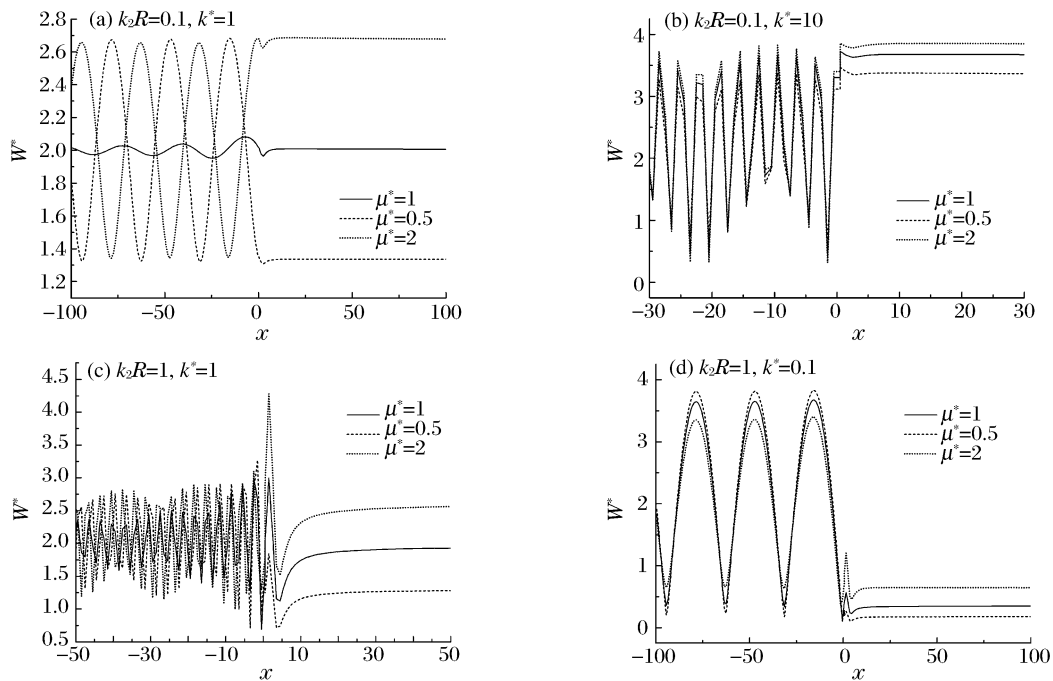 (a) k₂R=0.1, k*=1
2.8
2.6
2.4
2.2
2.0
1.8
1.6
1.4
1.2
W*
μ*=1
μ*=0.5
μ*=2
−100 −50 0 50 100
x
(b) k₂R=0.1, k*=10
4
3
2
1
0
W*
μ*=1
μ*=0.5
μ*=2
−30 −20 −10 0 10 20 30
x
(c) k₂R=1, k*=1
4.5
4.0
3.5
3.0
2.5
2.0
1.5
1.0
0.5
W*
μ*=1
μ*=0.5
μ*=2
−50 −30 −10 10 30 50
x
(d) k₂R=1, k*=0.1
4
3
2
1
0
W*
μ*=1
μ*=0.5
μ*=2
−100 −50 0 50 100
x